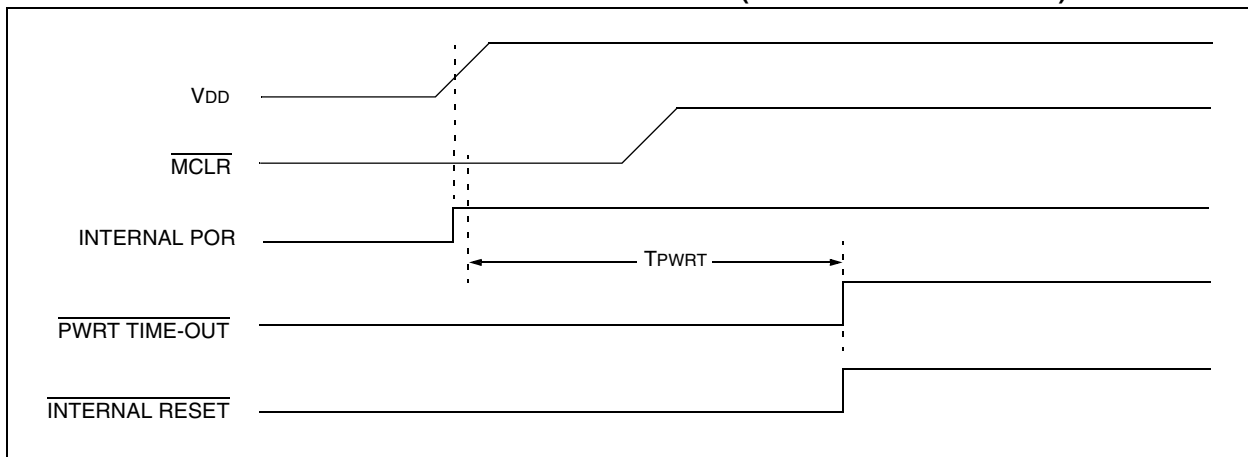 VDD
MCLR
INTERNAL POR
TPWRT
PWRT TIME-OUT
INTERNAL RESET